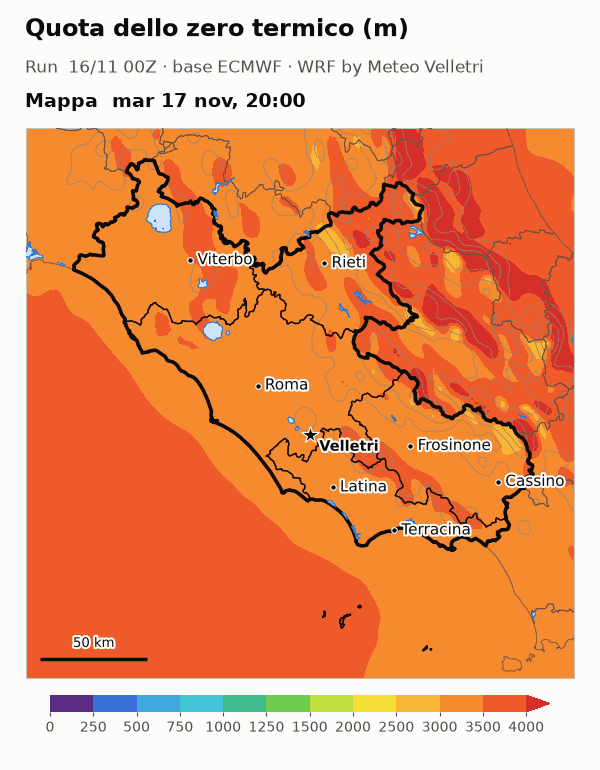 Quota dello zero termico (m)
Run 16/11 00Z · base ECMWF · WRF by Meteo Velletri
Mappa mar 17 nov, 20:00
Viterbo
Rieti
Roma
Velletri
Frosinone
Cassino
Latina
Terracina
50 km
0 250 500 750 1000 1250 1500 2000 2500 3000 3500 4000